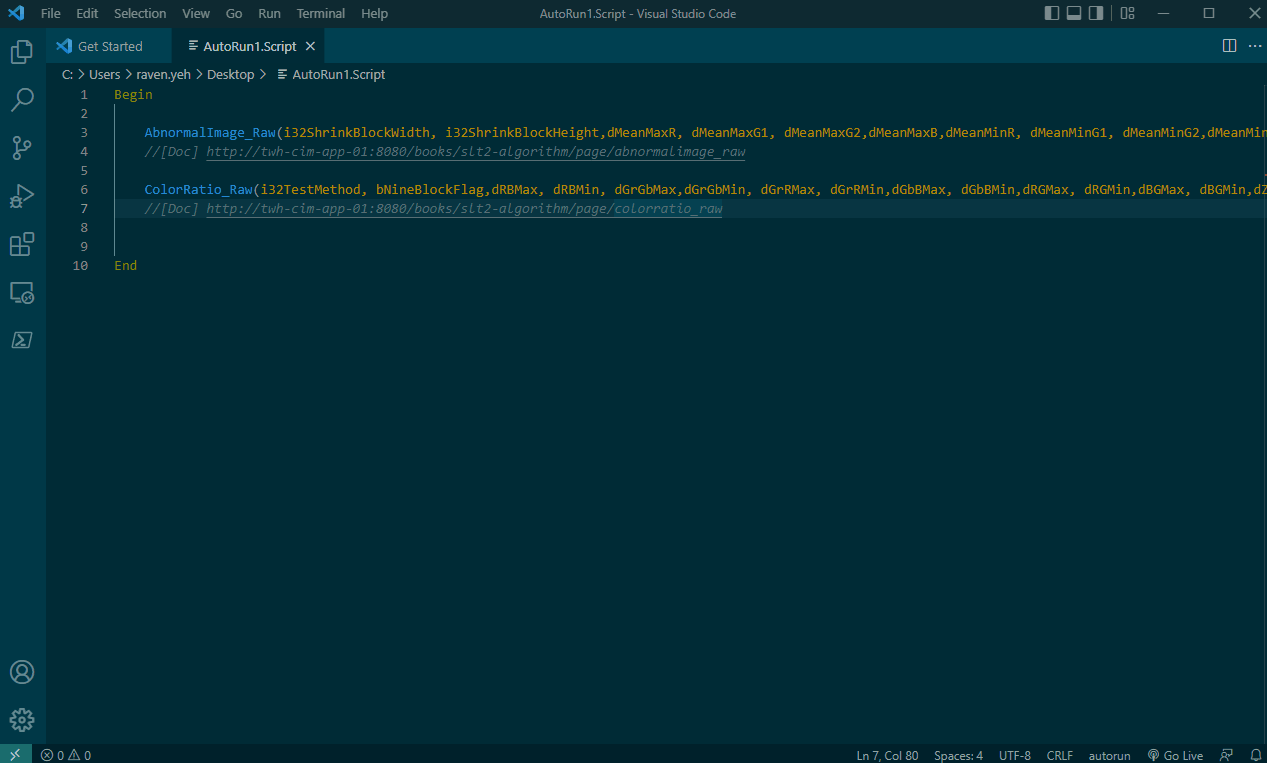 File Edit Selection View Go Run Terminal Help AutoRun1.Script - Visual Studio Code
Get Started AutoRun1.Script
C: > Users > raven.yeh > Desktop > AutoRun1.Script
1 Begin
2
3 AbnormalImage_Raw(i32ShrinkBlockWidth, i32ShrinkBlockHeight,dMeanMaxR, dMeanMaxG1, dMeanMaxG2,dMeanMaxB,dMeanMinR, dMeanMinG1, dMeanMinG2,dMeanMin
4 //[Doc] http://twh-cim-app-01:8080/books/slt2-algorithm/page/abnormalimage_raw
5
6 ColorRatio_Raw(i32TestMethod, bNineBlockFlag,dRBMax, dRBMin, dGrGbMax,dGrGbMin, dGrRMax, dGrRMin,dGbBMax, dGbBMin,dRGMax, dRGMin,dBGMax, dBGMin,dZ
7 //[Doc] http://twh-cim-app-01:8080/books/slt2-algorithm/page/colorratio_raw
8
9
10 End
0 0 Ln 7, Col 80 Spaces: 4 UTF-8 CRLF autorun Go Live